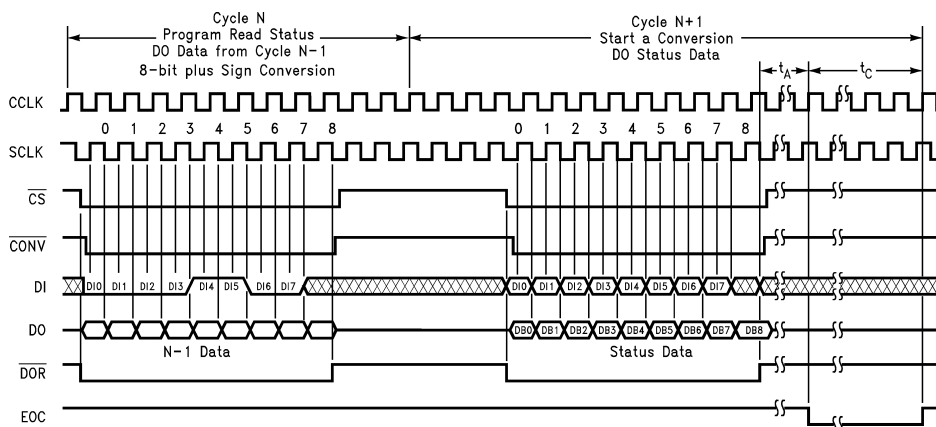 Cycle N
Program Read Status
DO Data from Cycle N-1
8-bit plus Sign Conversion
Cycle N+1
Start a Conversion
DO Status Data
tA
tC
CCLK
0 1 2 3 4 5 6 7 8 0 1 2 3 4 5 6 7 8
SCLK
CS
CONV
DI DI0 DI1 DI2 DI3 DI4 DI5 DI6 DI7 DI0 DI1 DI2 DI3 DI4 DI5 DI6 DI7
DO DB0 DB1 DB2 DB3 DB4 DB5 DB6 DB7 DB8
N-1 Data Status Data
DOR
EOC